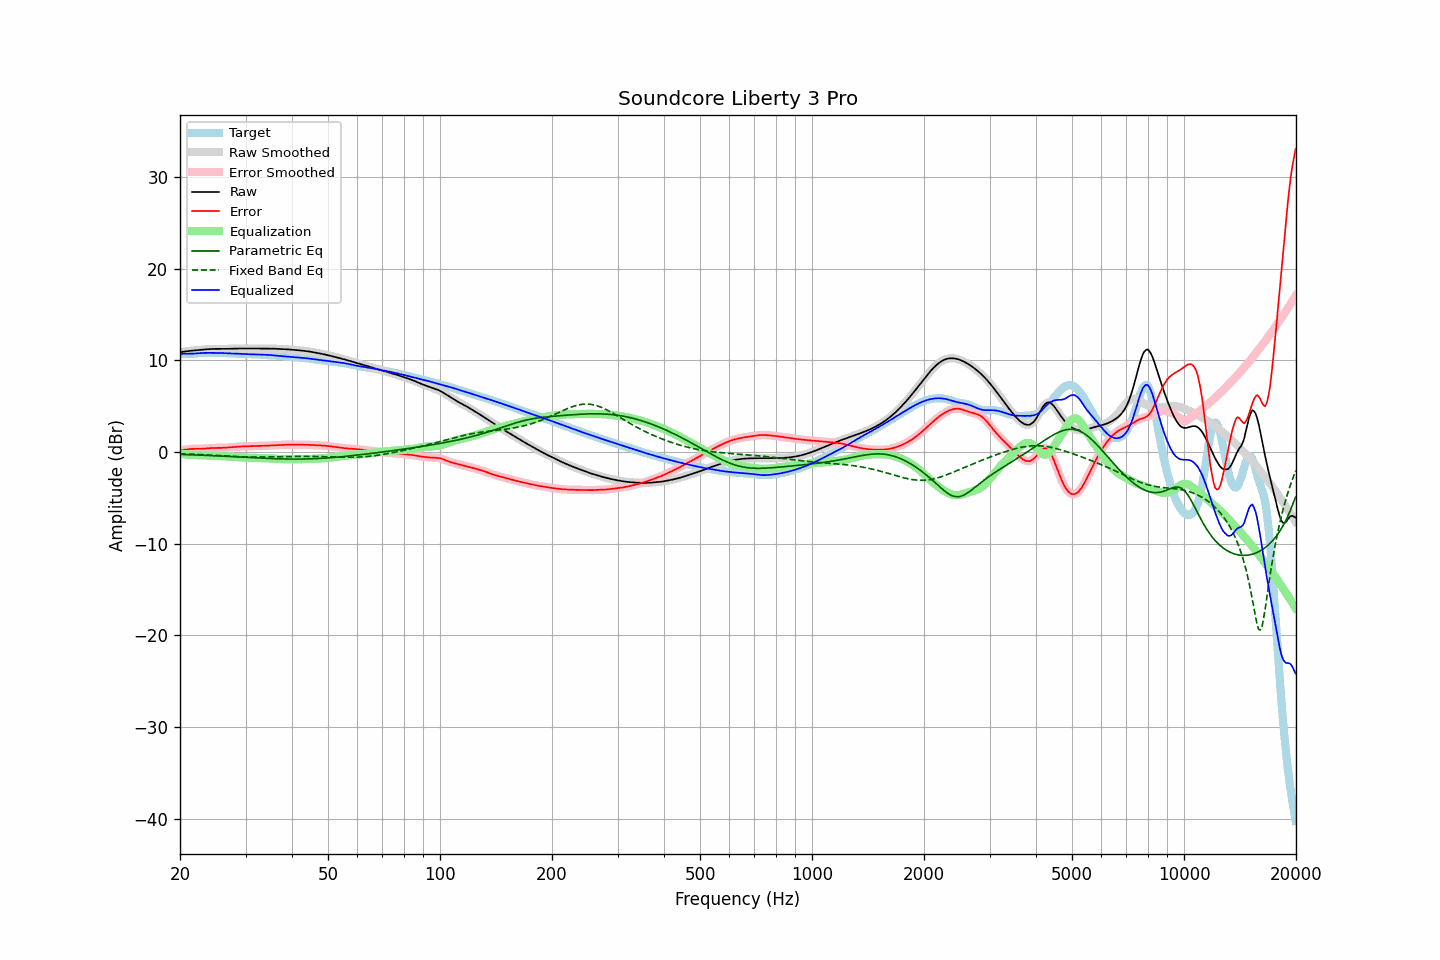 Soundcore Liberty 3 Pro
Target
Raw Smoothed
Error Smoothed
Raw
Error
Equalization
Parametric Eq
Fixed Band Eq
Equalized
30
20
10
0
−10
−20
−30
−40
Amplitude (dBr)
20
50
100
200
500
1000
2000
5000
10000
20000
Frequency (Hz)